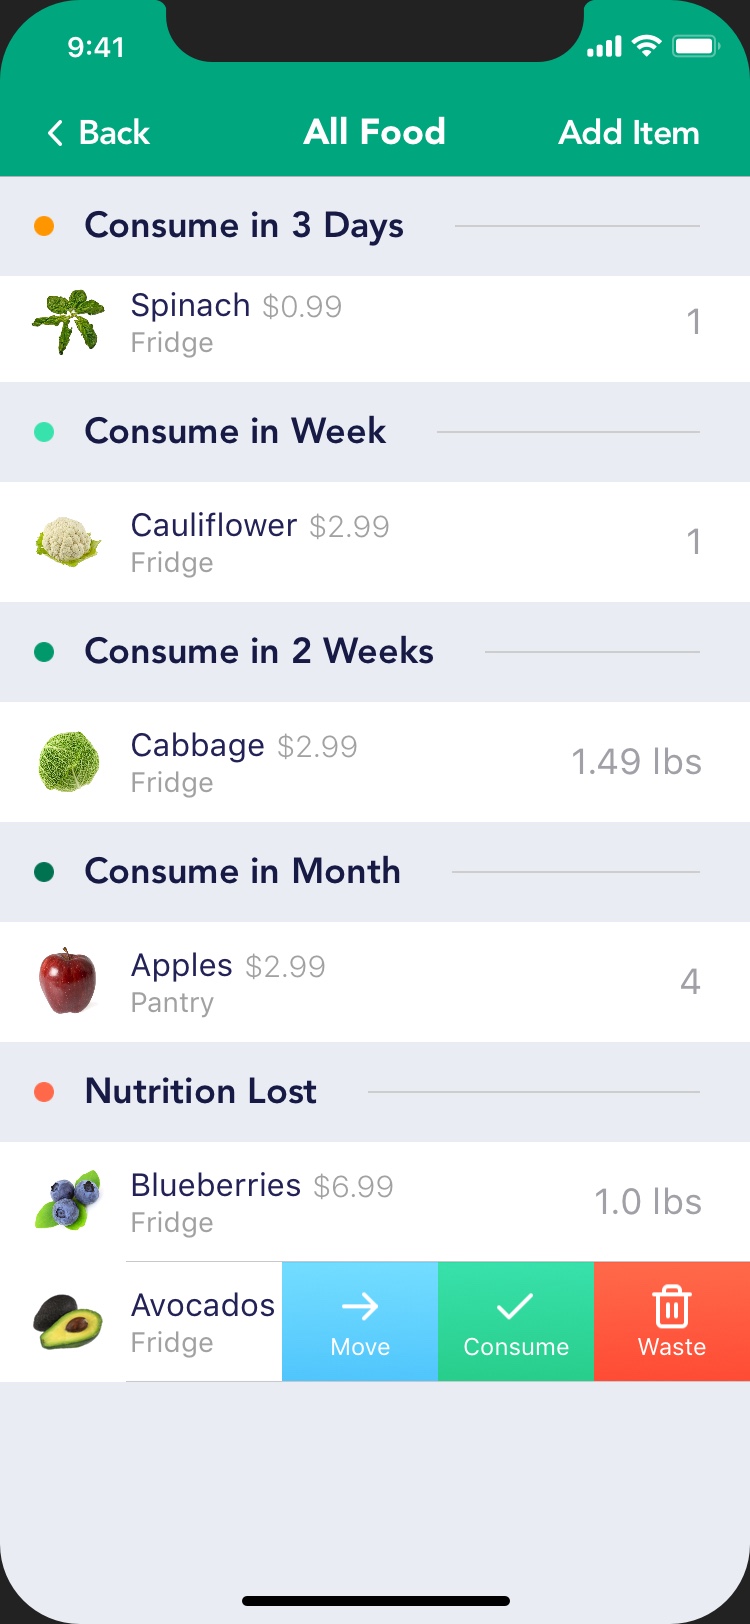 9:41
Back All Food Add Item
Consume in 3 Days
Spinach $0.99
Fridge
1
Consume in Week
Cauliflower $2.99
Fridge
1
Consume in 2 Weeks
Cabbage $2.99
Fridge
1.49 lbs
Consume in Month
Apples $2.99
Pantry
4
Nutrition Lost
Blueberries $6.99
Fridge
1.0 lbs
Avocados
Fridge
Move
Consume
Waste